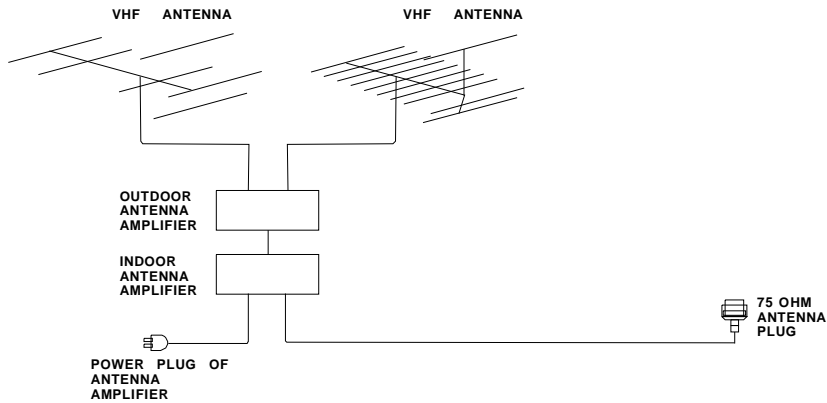 VHF ANTENNA
VHF ANTENNA
OUTDOOR
ANTENNA
AMPLIFIER
INDOOR
ANTENNA
AMPLIFIER
75 OHM
ANTENNA
PLUG
POWER PLUG OF
ANTENNA
AMPLIFIER